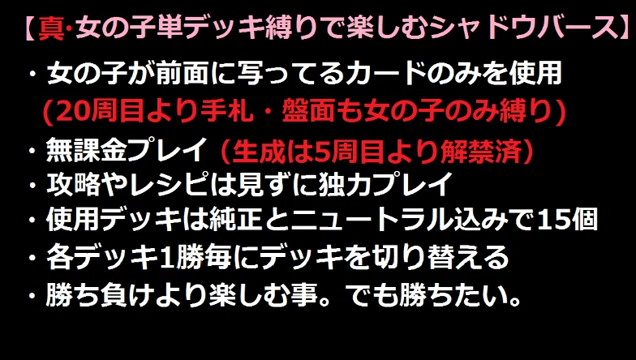 【真·女の子単デッキ縛りで楽しむシャドウバース】
・女の子が前面に写ってるカードのみを使用
(20周目より手札・盤面も女の子のみ縛り)
・無課金プレイ（生成は5周目より解禁済）
・攻略やレシピは見ずに独力プレイ
・使用デッキは純正とニュートラル込みで15個
・各デッキ1勝毎にデッキを切り替える
・勝ち負けより楽しむ事。でも勝ちたい。